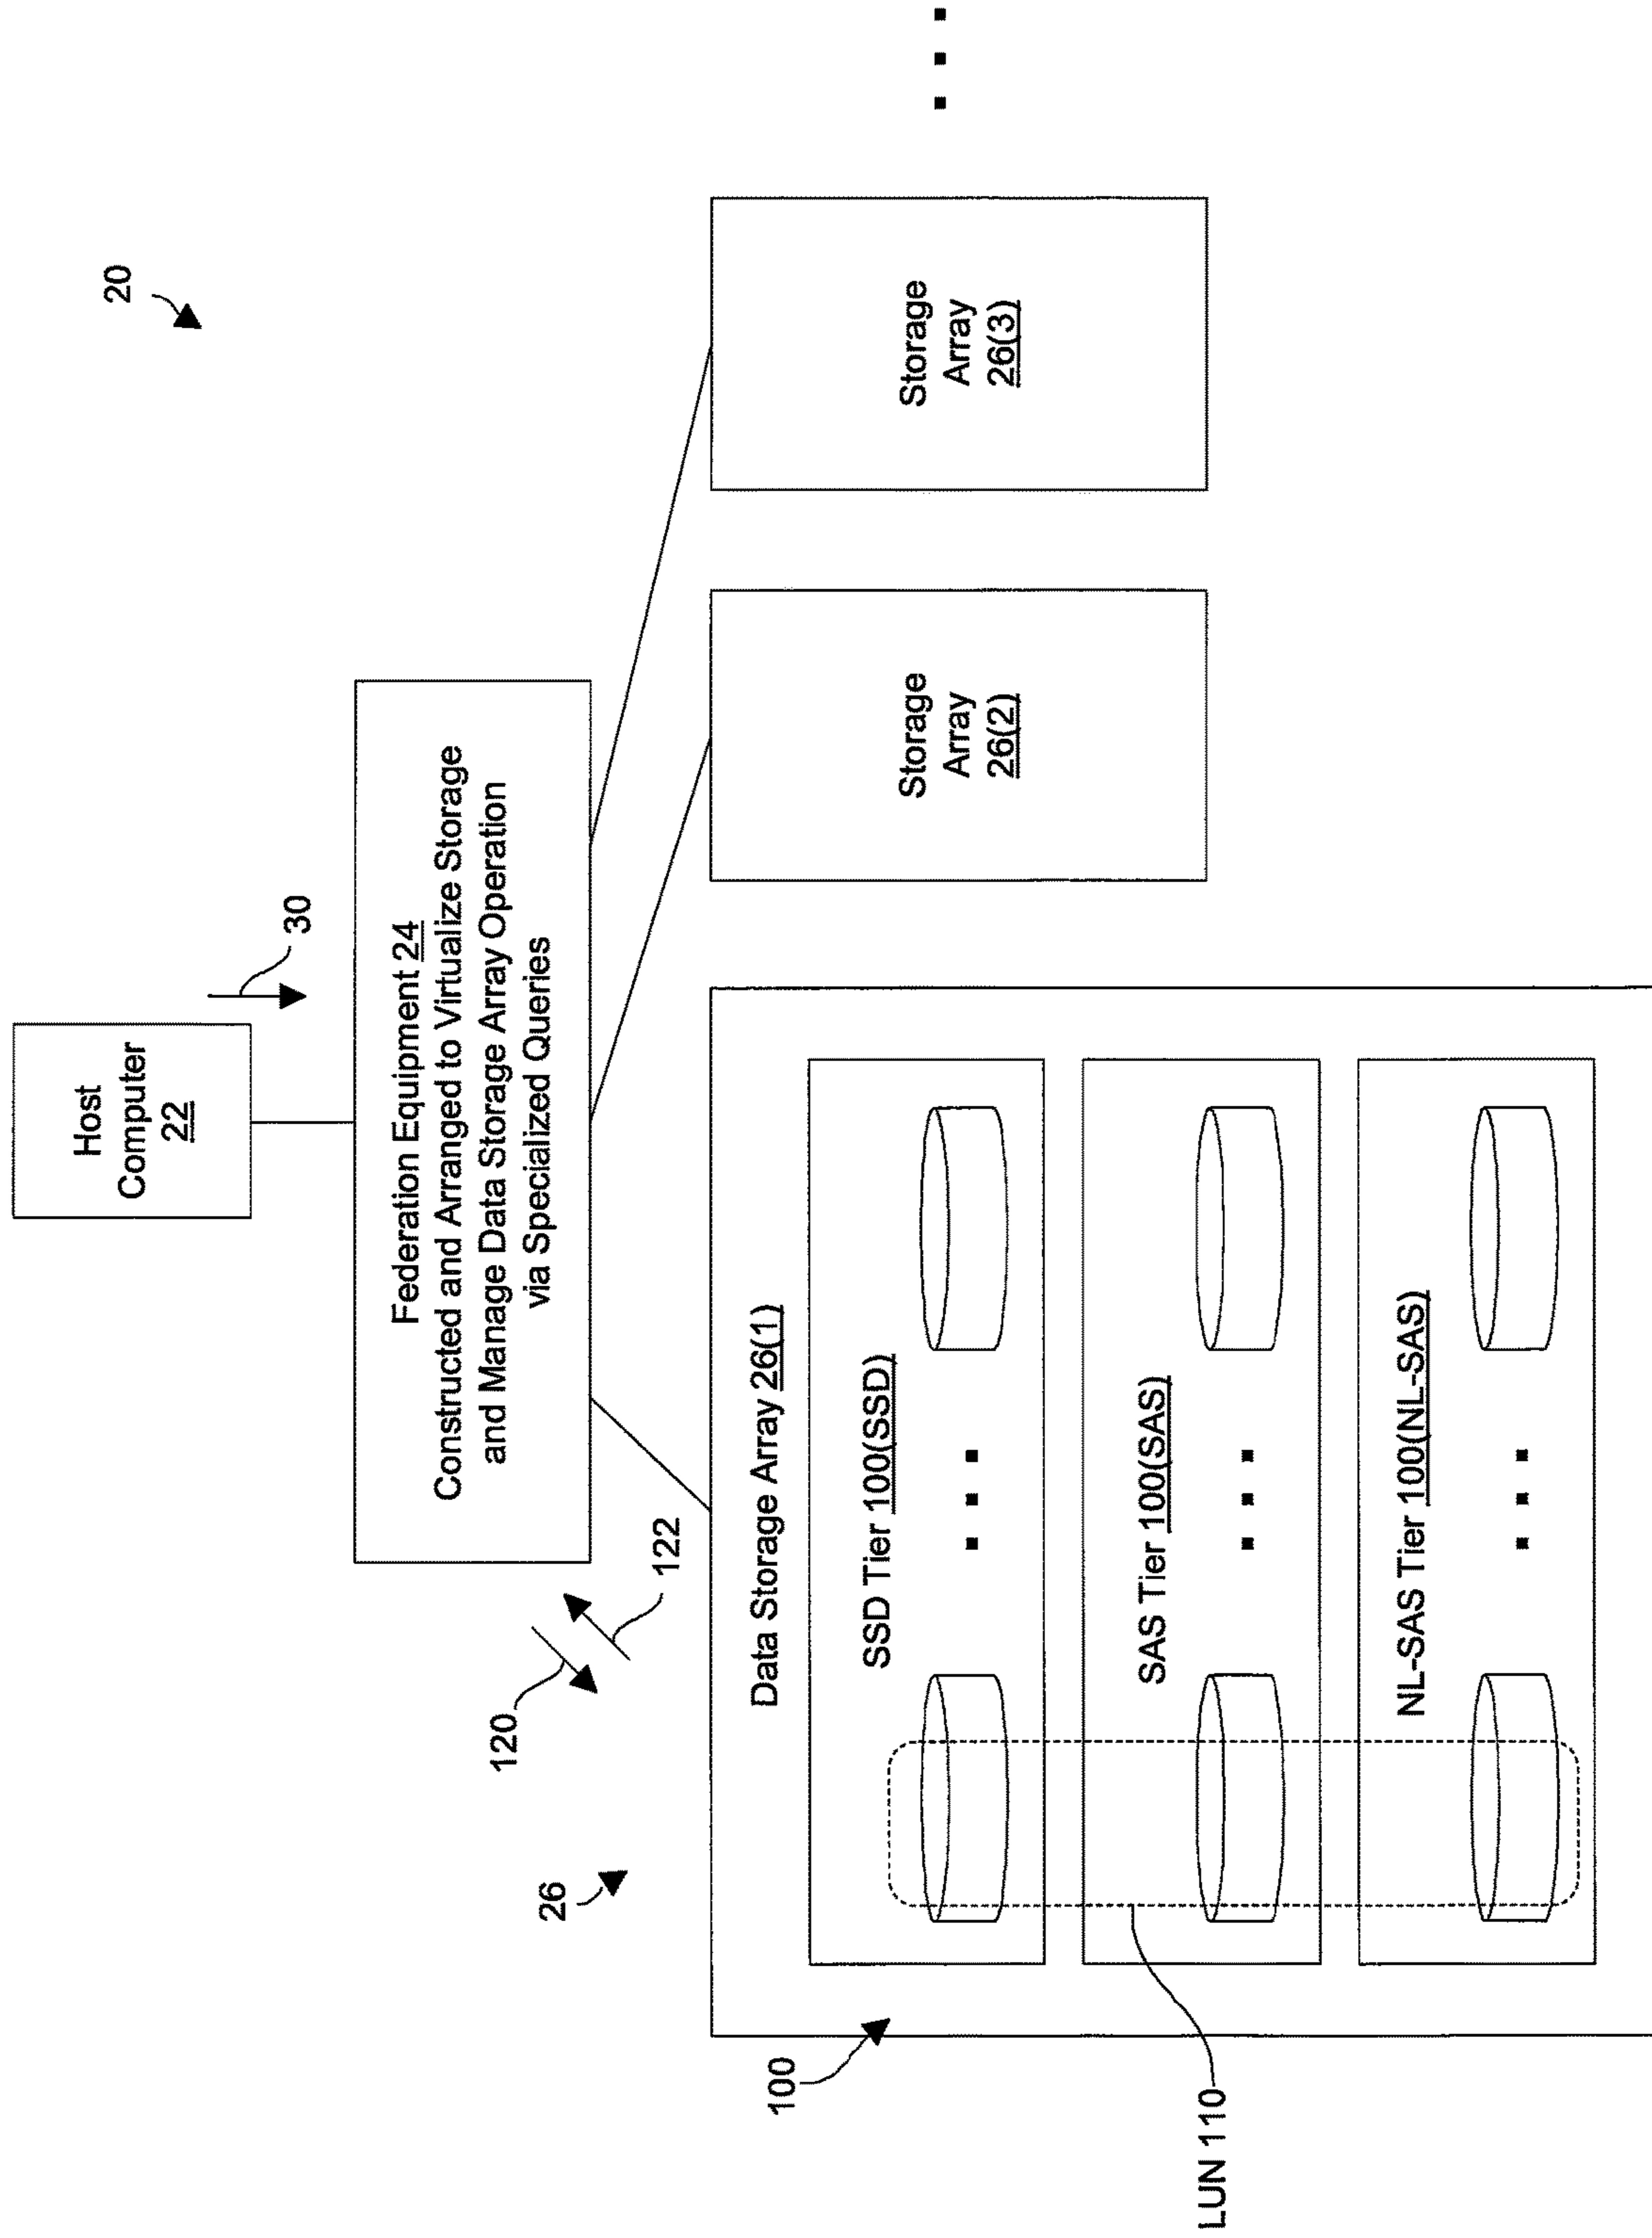 20
Host
Computer
22
30
Federation Equipment 24
Constructed and Arranged to Virtualize Storage
and Manage Data Storage Array Operation
via Specialized Queries
120
122
26
Data Storage Array 26(1)
SSD Tier 100(SSD)
SAS Tier 100(SAS)
NL-SAS Tier 100(NL-SAS)
100
LUN 110
Storage
Array
26(2)
Storage
Array
26(3)